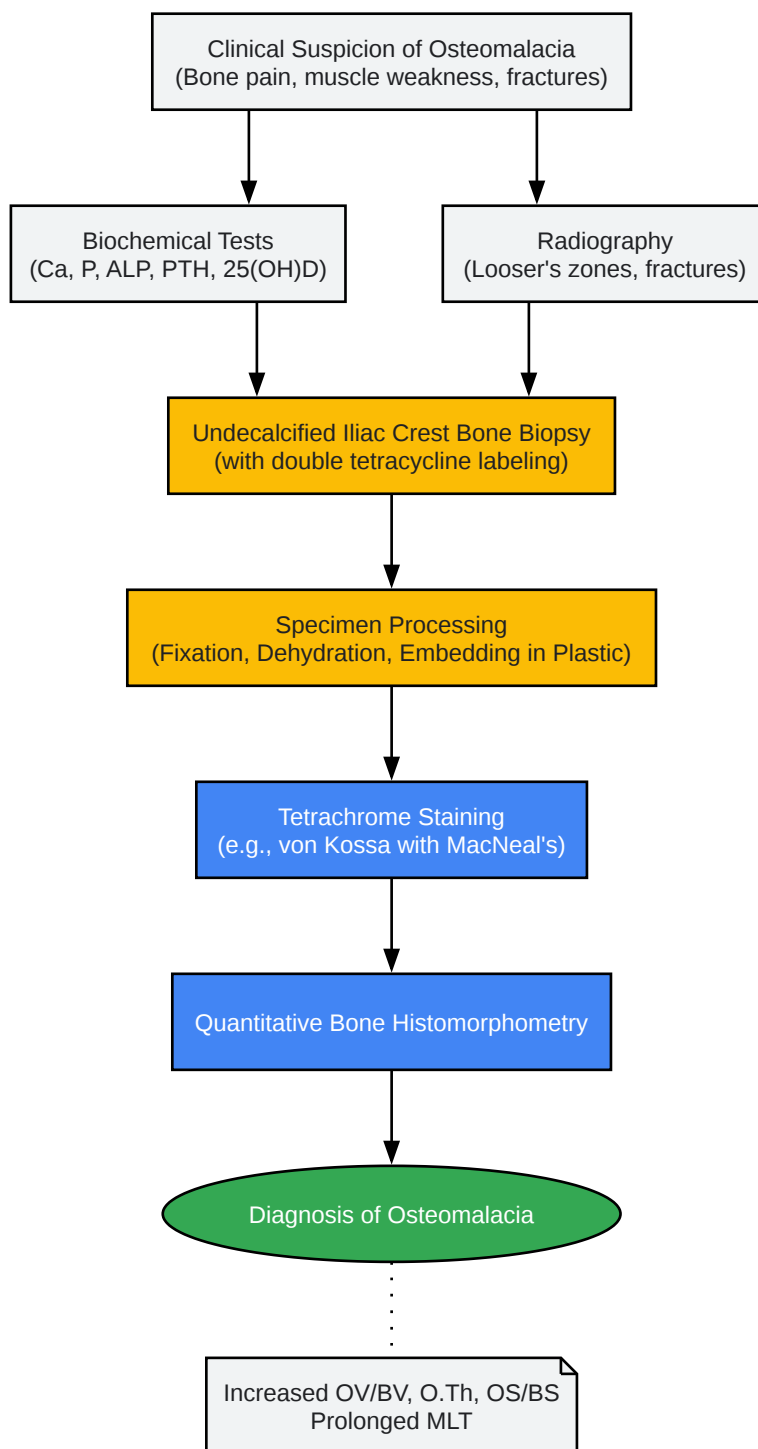 Clinical Suspicion of Osteomalacia
(Bone pain, muscle weakness, fractures)
Biochemical Tests
(Ca, P, ALP, PTH, 25(OH)D)
Radiography
(Looser's zones, fractures)
Undecalcified Iliac Crest Bone Biopsy
(with double tetracycline labeling)
Specimen Processing
(Fixation, Dehydration, Embedding in Plastic)
Tetrachrome Staining
(e.g., von Kossa with MacNeal's)
Quantitative Bone Histomorphometry
Diagnosis of Osteomalacia
Increased OV/BV, O.Th, OS/BS
Prolonged MLT